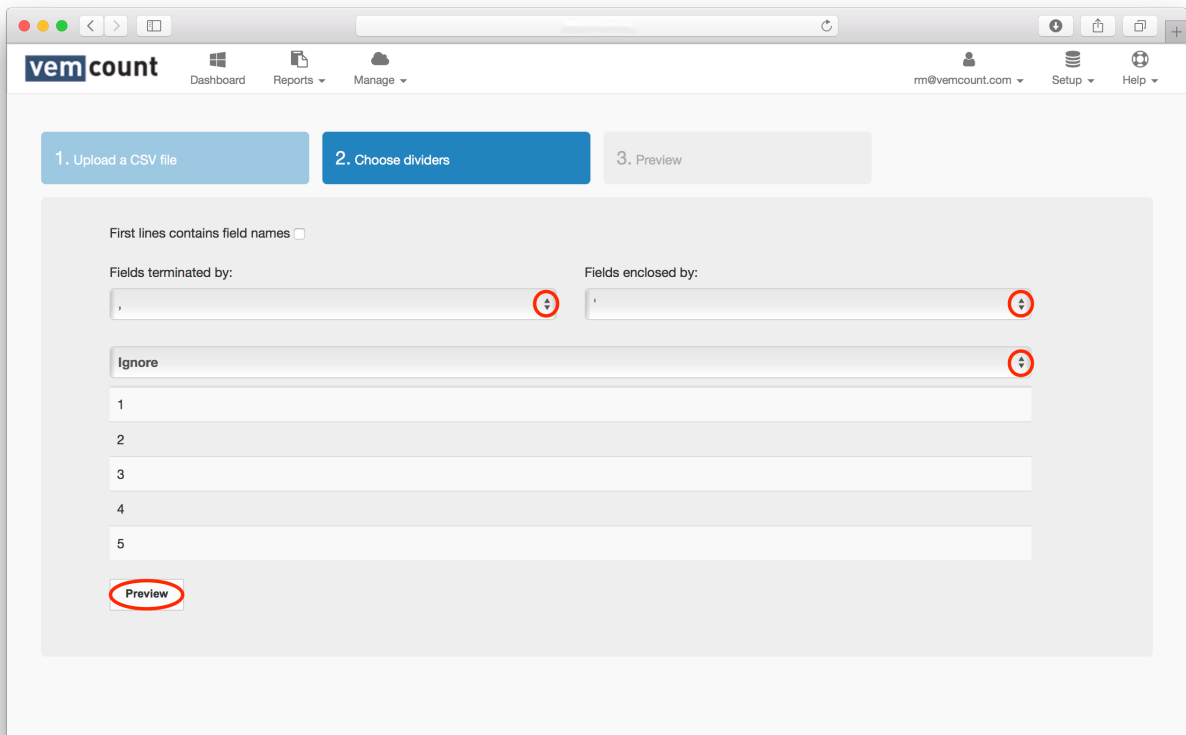 vemcount
Dashboard
Reports
Manage
rm@vemcount.com
Setup
Help
1. Upload a CSV file
2. Choose dividers
3. Preview
First lines contains field names
Fields terminated by:
Fields enclosed by:
,
'
Ignore
1
2
3
4
5
Preview